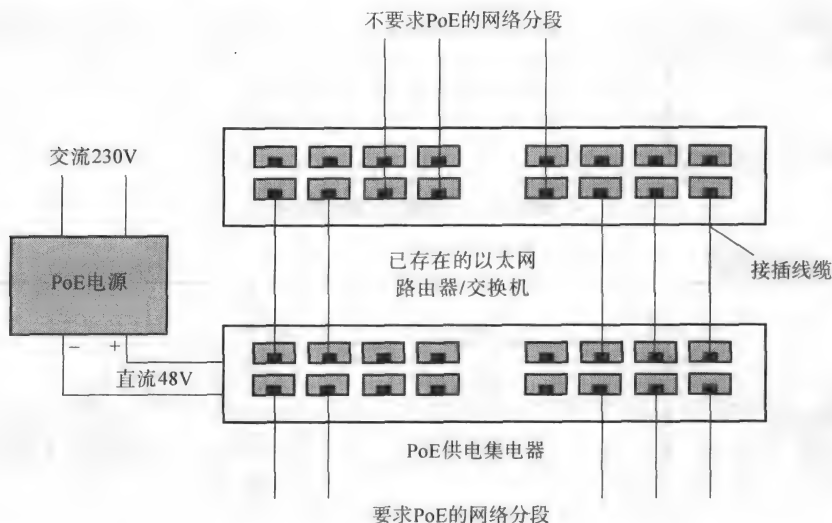 不要求PoE的网络分段
交流230V
PoE电源
已存在的以太网
路由器/交换机
接插线缆
− +
直流48V
PoE供电集电器
要求PoE的网络分段